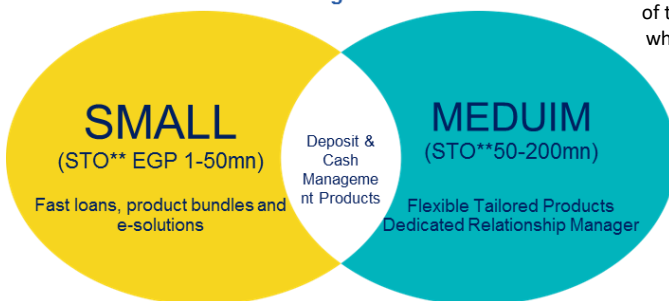 of t
wh
SMALL
(STO** EGP 1-50mn)
Fast loans, product bundles and
e-solutions
Deposit &
Cash
Manageme
nt Products
MEDUIM
(STO**50-200mn)
Flexible Tailored Products
Dedicated Relationship Manager